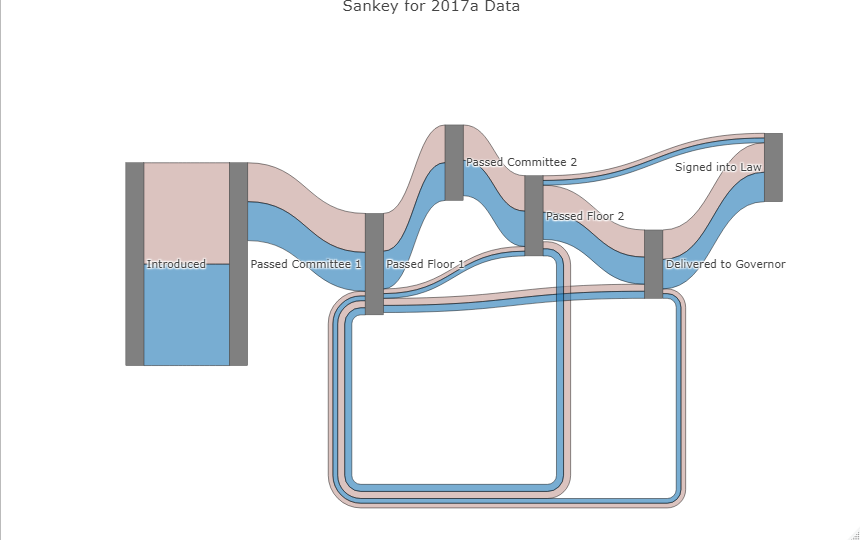 Sankey for 2017a Data
Introduced
Passed Committee 1
Passed Floor 1
Passed Committee 2
Passed Floor 2
Delivered to Governor
Signed into Law